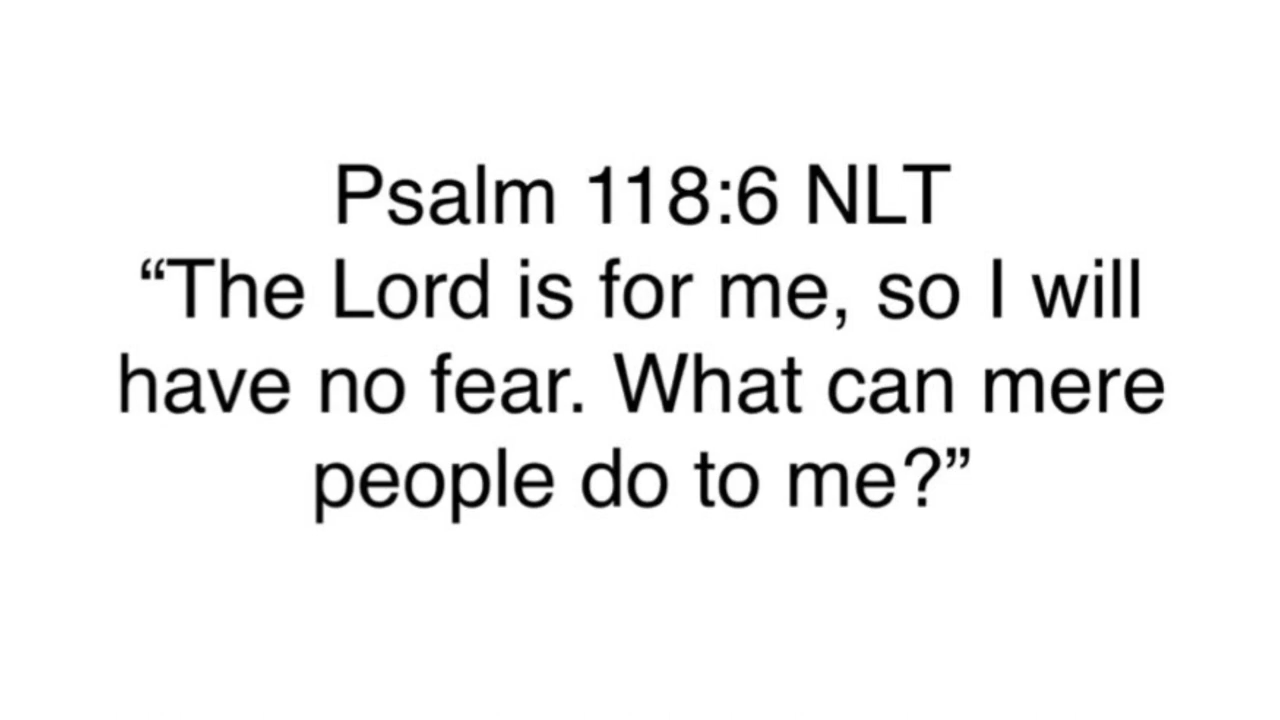 Psalm 118:6 NLT
“The Lord is for me, so I will
have no fear. What can mere
people do to me?”